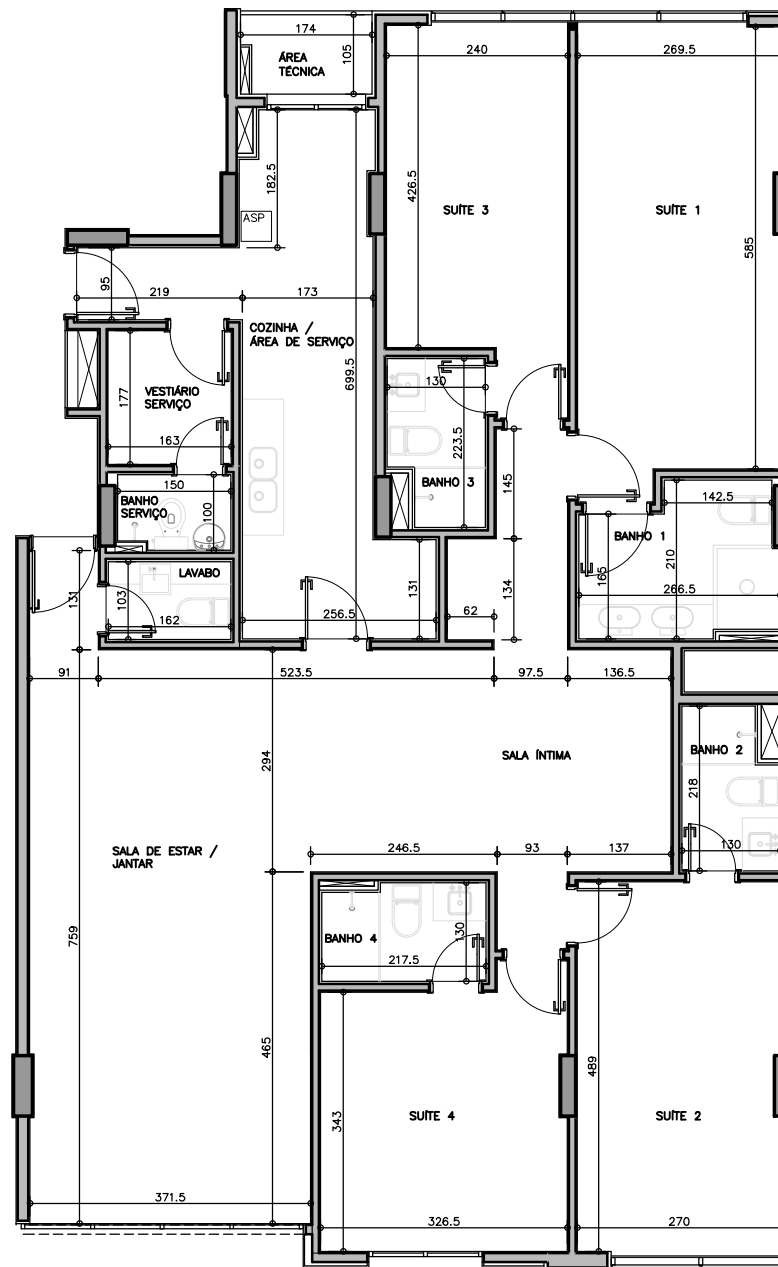 174
ÁREA
TÉCNICA
105
240
269.5
182.5
426.5
SUÍTE 3
SUÍTE 1
ASP
585
95
219
173
COZINHA /
ÁREA DE SERVIÇO
699.5
177
VESTIÁRIO
SERVIÇO
130
163
223.5
150
BANHO 3
142.5
BANHO
SERVIÇO
100
145
BANHO 1
165
210
LAVABO
131
103
162
256.5
131
62
134
266.5
91
523.5
97.5
136.5
294
SALA ÍNTIMA
BANHO 2
218
SALA DE ESTAR /
JANTAR
246.5
93
137
130
759
BANHO 4
130
217.5
465
343
489
SUÍTE 4
SUÍTE 2
371.5
326.5
270